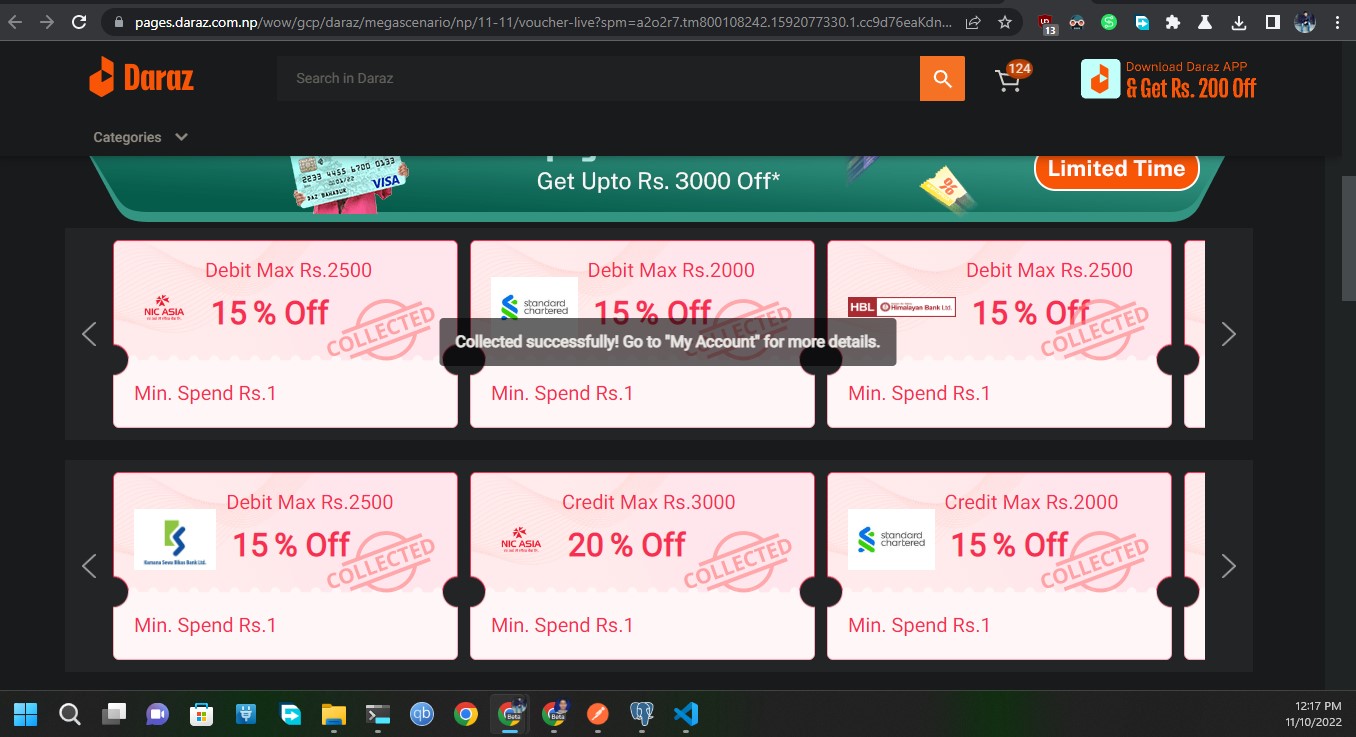 pages.daraz.com.np/wow/gcp/daraz/megascenario/np/11-11/voucher-live?spm=a2o2r7.tm800108242.1592077330.1.cc9d76eaKdn...
13
Daraz
Search in Daraz
124
Download Daraz APP
& Get Rs. 200 Off
Categories
2233 4455 6700 0133
VISA
Get Upto Rs. 3000 Off*
%
Limited Time
Debit Max Rs.2500
NIC ASIA
15 % Off
COLLECTED
Min. Spend Rs.1
Debit Max Rs.2000
standard chartered
15 % Off
Min. Spend Rs.1
Debit Max Rs.2500
HBL Himalayan Bank Ltd.
15 % Off
COLLECTED
Min. Spend Rs.1
Collected successfully! Go to "My Account" for more details.
Debit Max Rs.2500
Kamana Sewa Bikas Bank Ltd.
15 % Off
COLLECTED
Min. Spend Rs.1
Credit Max Rs.3000
NIC ASIA
20 % Off
COLLECTED
Min. Spend Rs.1
Credit Max Rs.2000
standard chartered
15 % Off
COLLECTED
Min. Spend Rs.1
qb
Beta
Beta
12:17 PM
11/10/2022